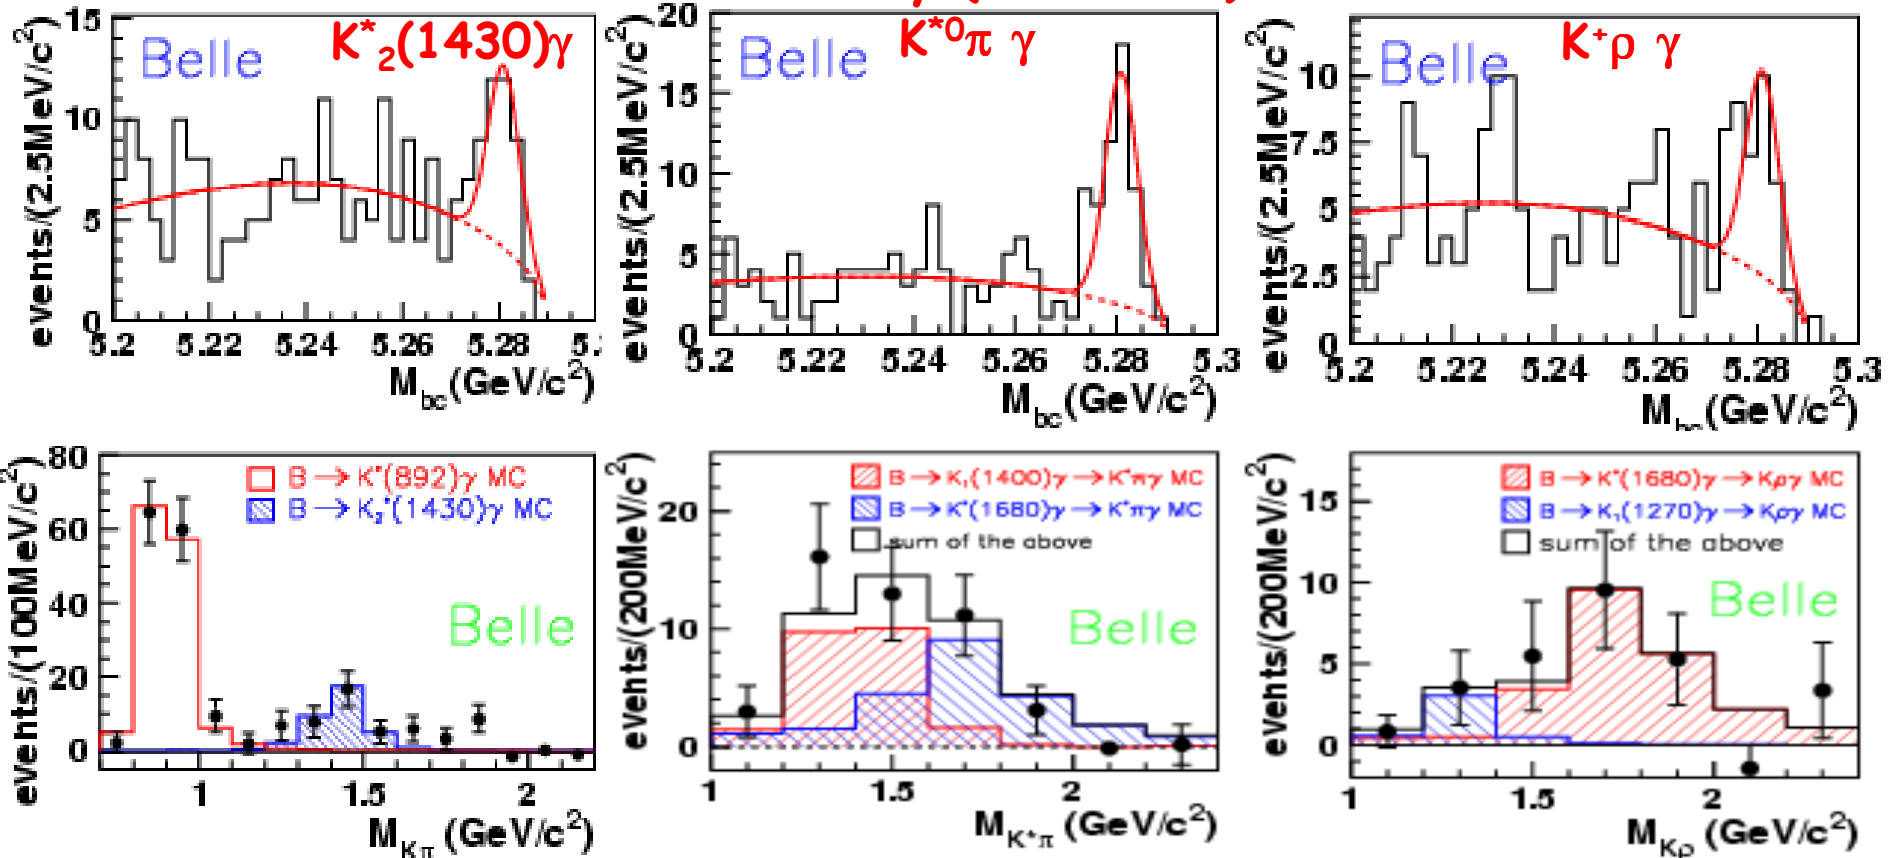 K*2(1430)γ
Belle
events/(2.5MeV/c2)
15
10
5
0
5.2 5.22 5.24 5.26 5.28
Mbc(GeV/c2)
K*0π γ
Belle
events/(2.5MeV/c2)
20
15
10
5
0
5.2 5.22 5.24 5.26 5.28 5.3
Mbc(GeV/c2)
K+ρ γ
Belle
events/(2.5MeV/c2)
10
7.5
5
2.5
0
5.2 5.22 5.24 5.26 5.28 5.3
Mbc(GeV/c2)
B→K*(892)γ MC
B→K2*(1430)γ MC
Belle
events/(100MeV/c2)
80
60
40
20
0
1 1.5 2
MKπ (GeV/c2)
B→K1(1400)γ→K*πγ MC
B→K*(1680)γ→K*πγ MC
sum of the above
Belle
events/(200MeV/c2)
20
10
0
1 1.5 2
MK*π (GeV/c2)
B→K*(1680)γ→Kργ MC
B→K1(1270)γ→Kργ MC
sum of the above
Belle
events/(200MeV/c2)
15
10
5
0
1 1.5 2
MKρ (GeV/c2)